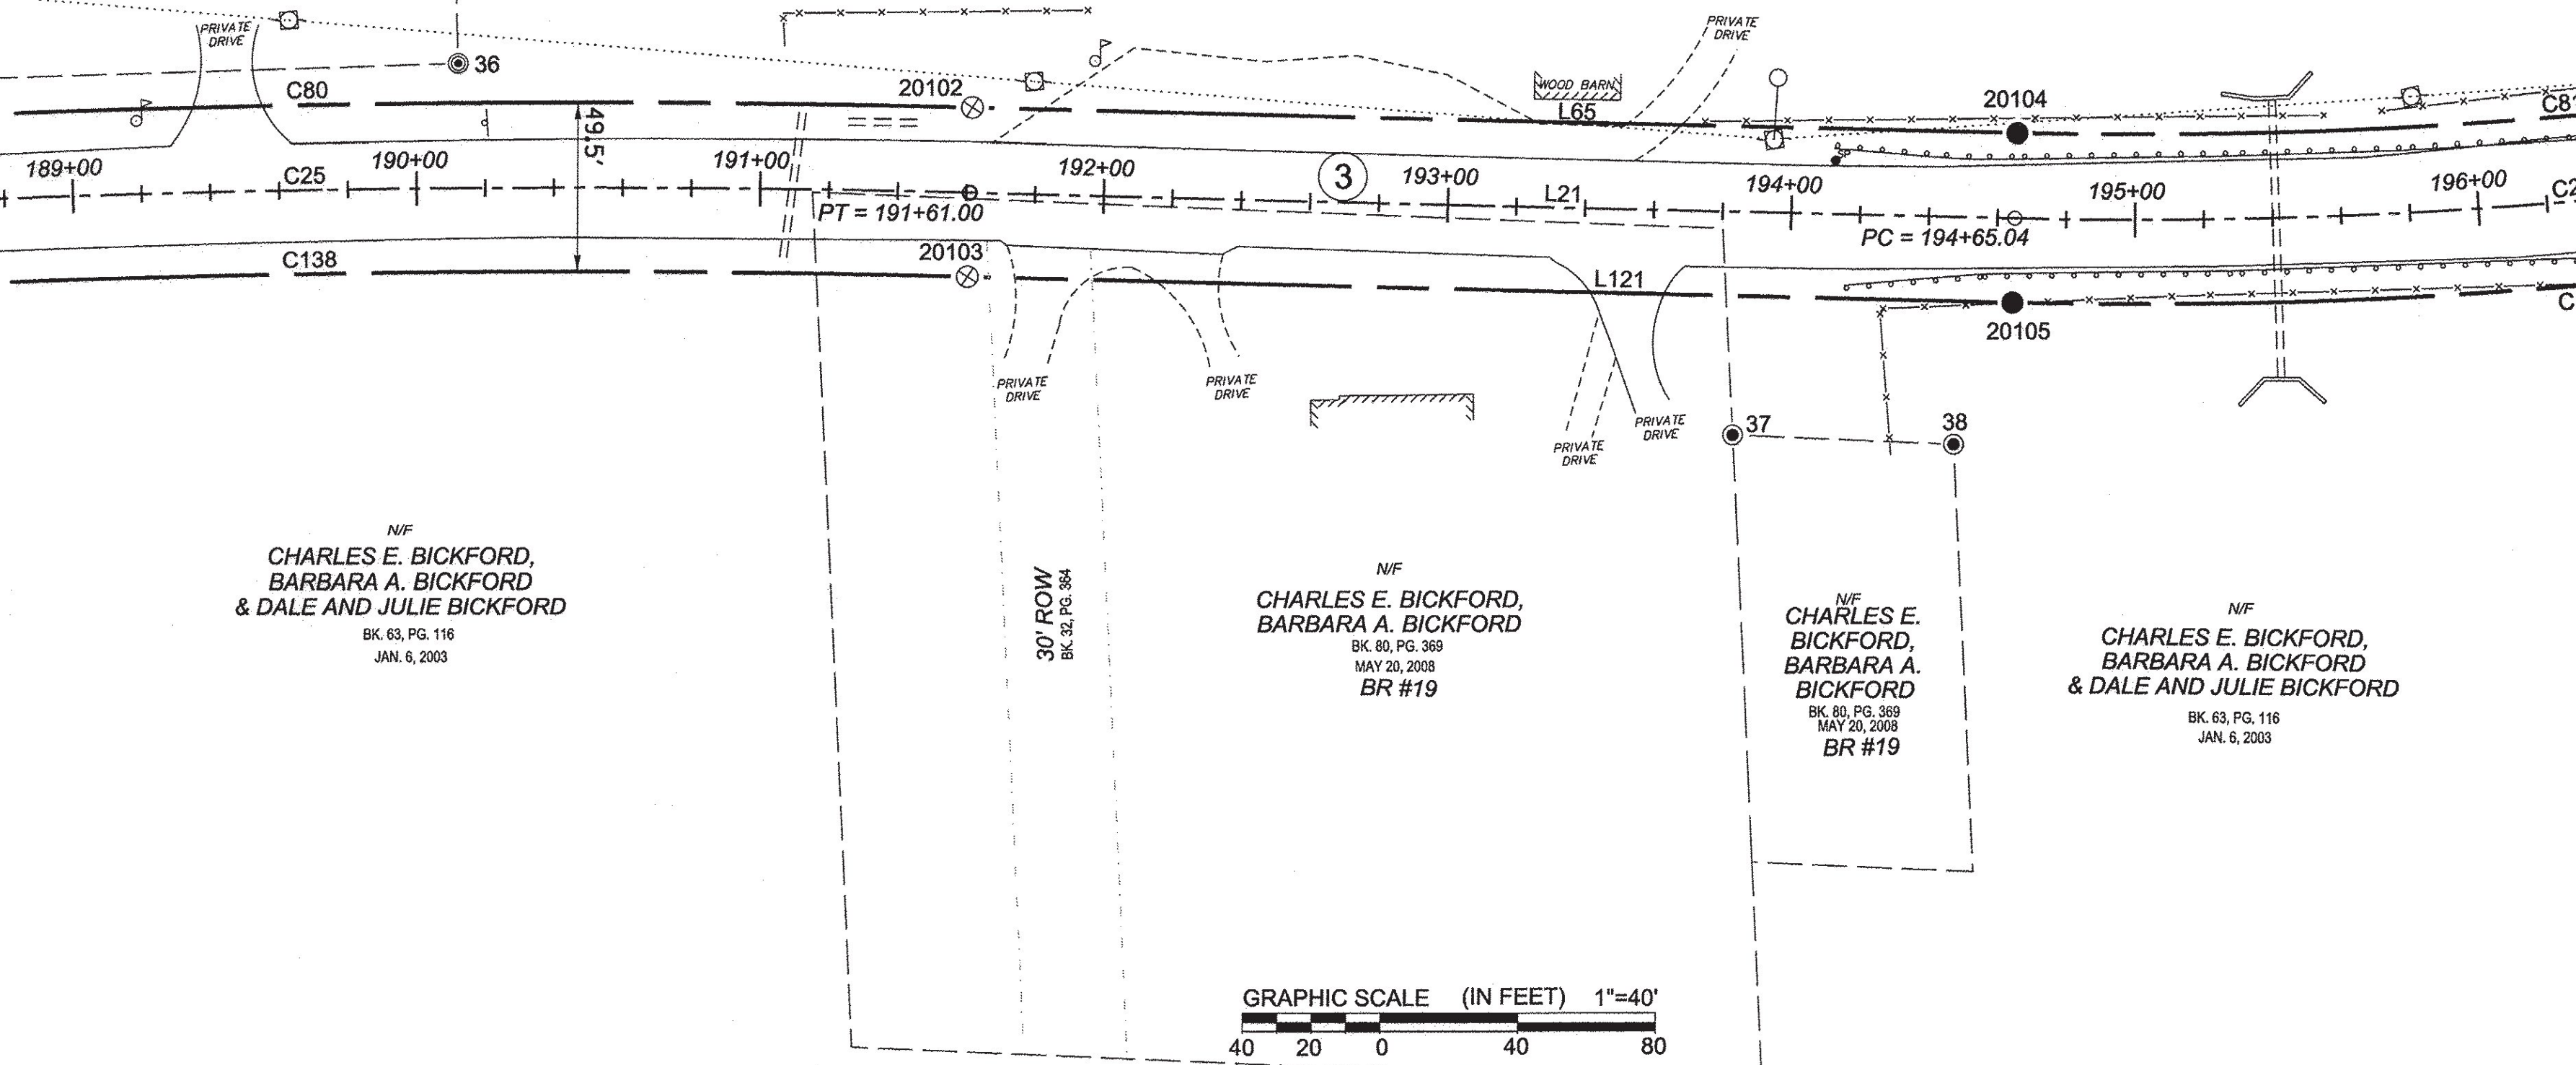 PRIVATE
DRIVE
36
C80
49.5'
20102
WOOD BARN
L65
PRIVATE
DRIVE
20104
C81
189+00
C25
190+00
191+00
PT = 191+61.00
192+00
3
193+00
L21
194+00
PC = 194+65.04
195+00
196+00
C138
20103
L121
20105
PRIVATE
DRIVE
PRIVATE
DRIVE
PRIVATE
DRIVE
PRIVATE
DRIVE
37
38
N/F
CHARLES E. BICKFORD,
BARBARA A. BICKFORD
& DALE AND JULIE BICKFORD
BK. 63, PG. 116
JAN. 6, 2003
30' ROW
BK. 32, PG. 364
N/F
CHARLES E. BICKFORD,
BARBARA A. BICKFORD
BK. 80, PG. 369
MAY 20, 2008
BR #19
N/F
CHARLES E.
BICKFORD,
BARBARA A.
BICKFORD
BK. 80, PG. 369
MAY 20, 2008
BR #19
N/F
CHARLES E. BICKFORD,
BARBARA A. BICKFORD
& DALE AND JULIE BICKFORD
BK. 63, PG. 116
JAN. 6, 2003
GRAPHIC SCALE (IN FEET) 1"=40'
40 20 0 40 80